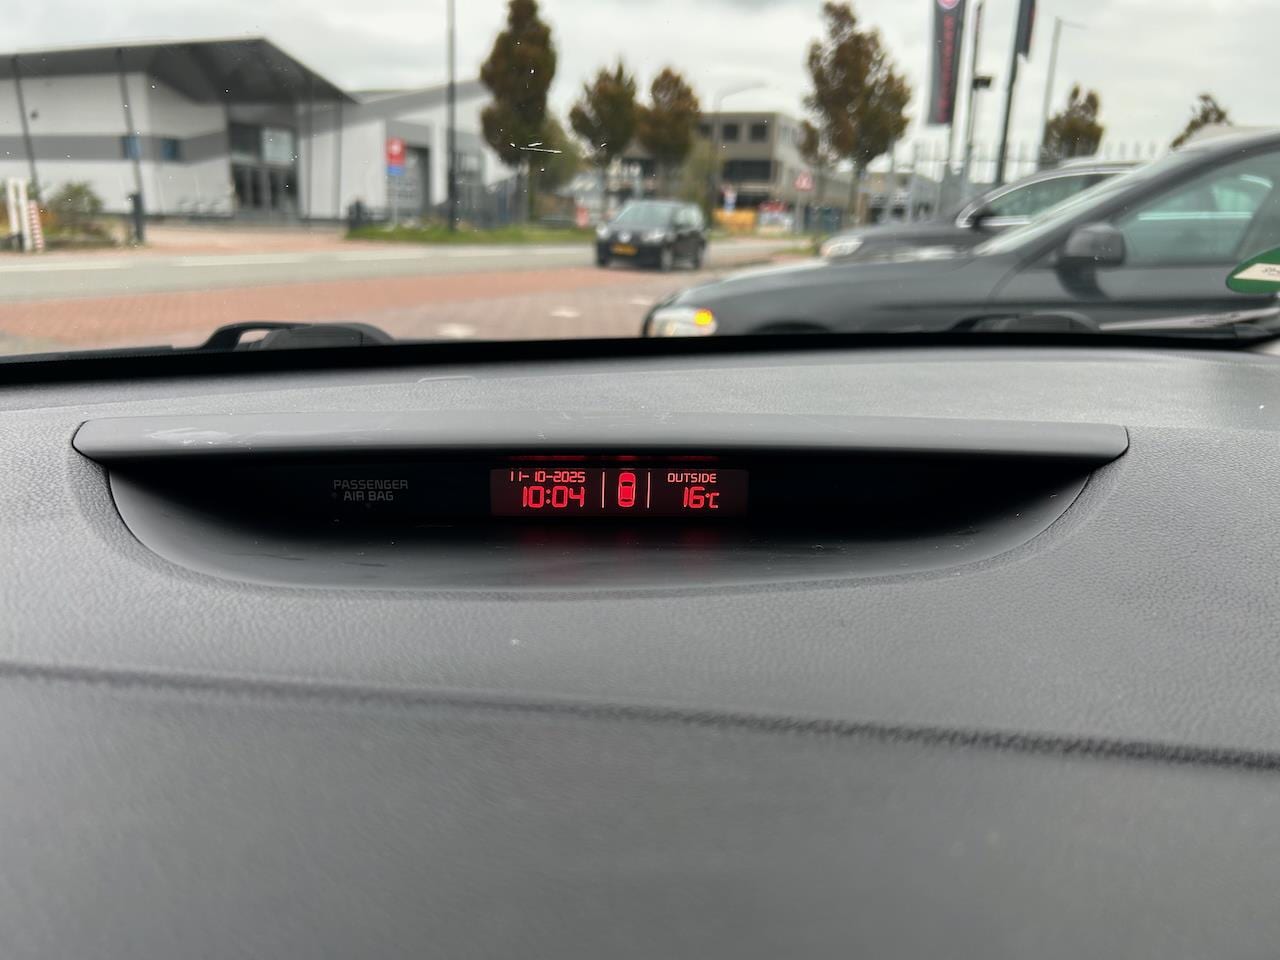 PASSENGER
AIR BAG
11-10-2025
10:04
OUTSIDE
16°C